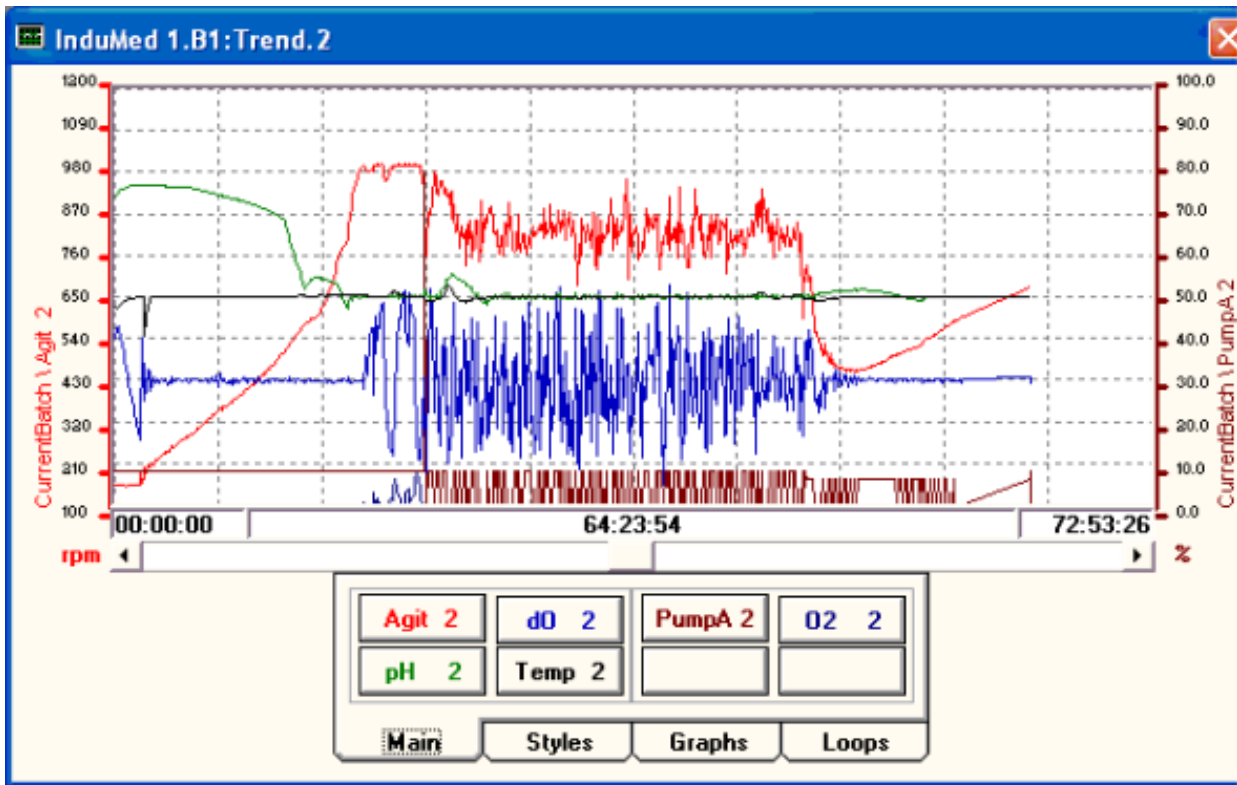 InduMed 1.B1:Trend.2
1200 100.0
1090 90.0
980 80.0
870 70.0
760 60.0
650 50.0
540 40.0
430 30.0
320 20.0
210 10.0
100 0.0
CurrentBatch \ Agit 2
CurrentBatch \ PumpA 2
00:00:00 64:23:54 72:53:26
rpm %
Agit 2 dO 2 PumpA 2 O2 2
pH 2 Temp 2
Main Styles Graphs Loops